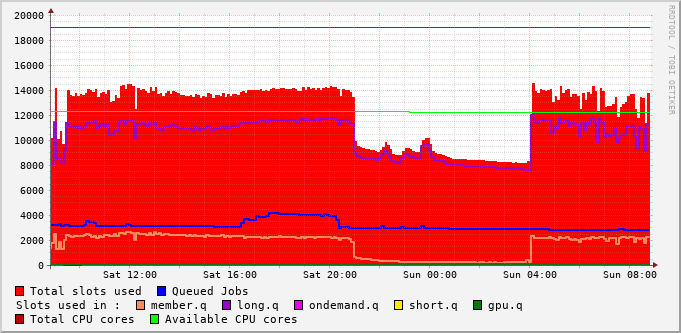 20000
18000
16000
14000
12000
10000
8000
6000
4000
2000
0
Sat 12:00 Sat 16:00 Sat 20:00 Sun 00:00 Sun 04:00 Sun 08:00
RRDTOOL / TOBI OETIKER
Total slots used Queued Jobs
Slots used in : member.q long.q ondemand.q short.q gpu.q
Total CPU cores Available CPU cores